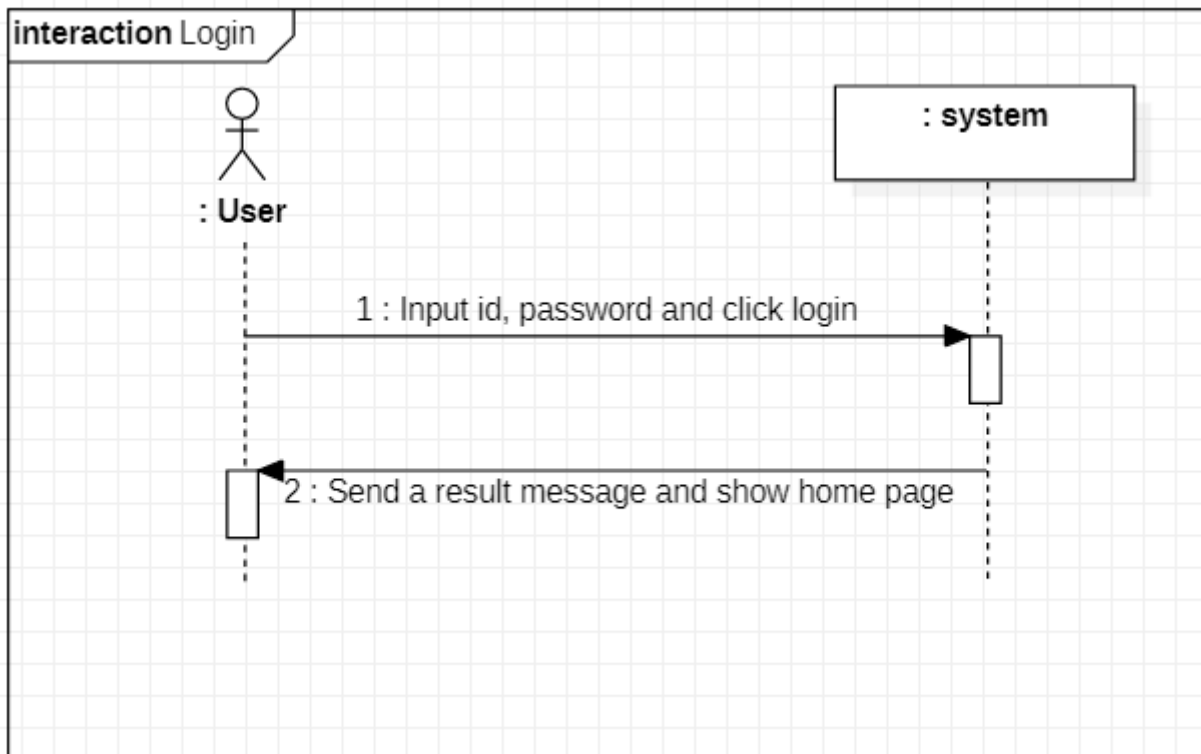 interaction Login
: User
: system
1 : Input id, password and click login
2 : Send a result message and show home page